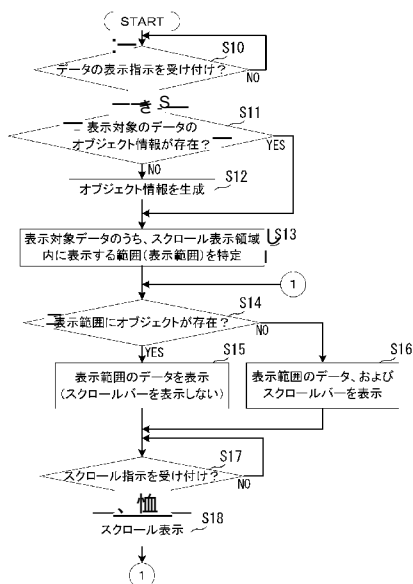 START
S10
データの表示指示を受け付け？
NO
S11
表示対象のデータの
オブジェクト情報が存在？
YES
NO
S12
オブジェクト情報を生成
S13
表示対象データのうち、スクロール表示領域
内に表示する範囲(表示範囲)を特定
1
S14
表示範囲にオブジェクトが存在？
NO
YES
S15
表示範囲のデータを表示
(スクロールバーを表示しない)
S16
表示範囲のデータ、および
スクロールバーを表示
S17
スクロール指示を受け付け？
NO
S18
スクロール表示
1